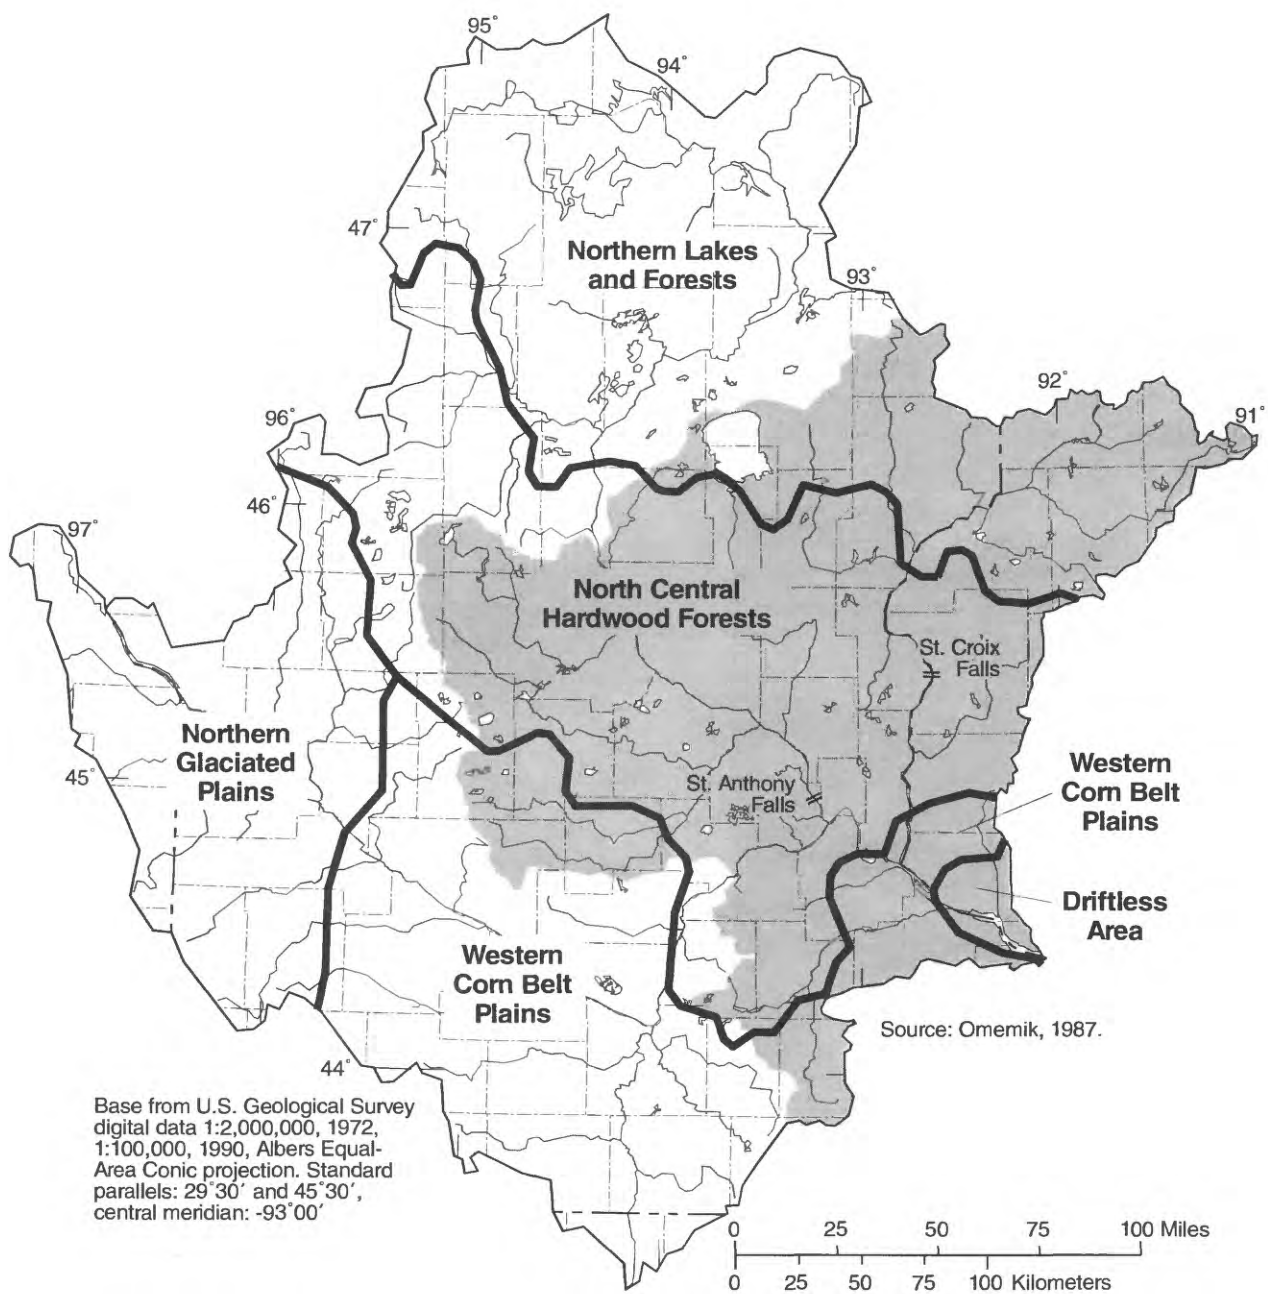 95°
94°
47°
Northern Lakes
and Forests
93°
92°
91°
96°
46°
97°
North Central
Hardwood Forests
St. Croix
Falls
Northern
Glaciated
Plains
45°
St. Anthony
Falls
Western
Corn Belt
Plains
Driftless
Area
Western
Corn Belt
Plains
Source: Omernik, 1987.
44°
Base from U.S. Geological Survey
digital data 1:2,000,000, 1972,
1:100,000, 1990, Albers Equal-
Area Conic projection. Standard
parallels: 29°30′ and 45°30′,
central meridian: -93°00′
0 25 50 75 100 Miles
0 25 50 75 100 Kilometers